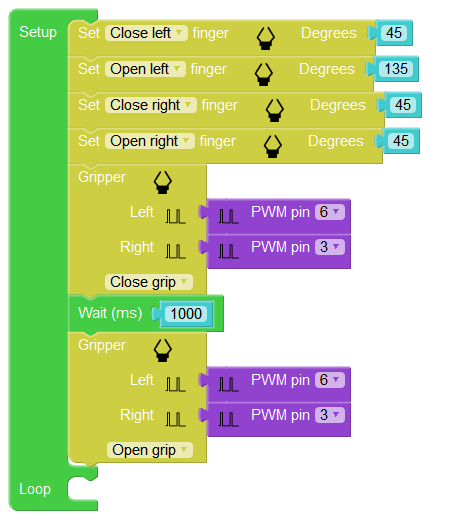 Setup Set Close left finger Degrees 45
Set Open left finger Degrees 135
Set Close right finger Degrees 45
Set Open right finger Degrees 45
Gripper
Left PWM pin 6
Right PWM pin 3
Close grip
Wait (ms) 1000
Gripper
Left PWM pin 6
Right PWM pin 3
Open grip
Loop